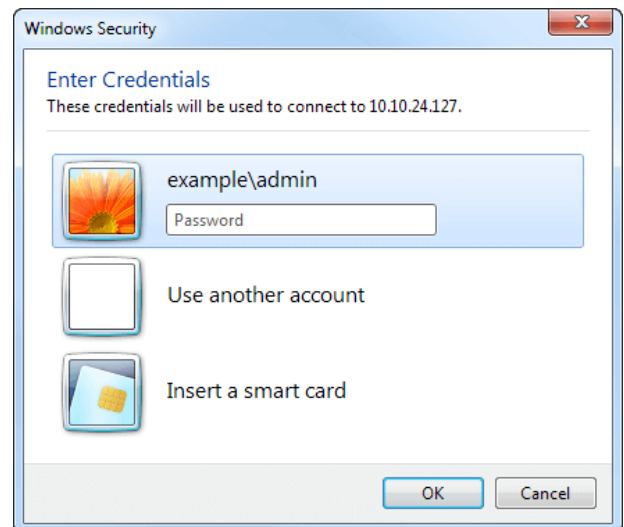 Windows Security
Enter Credentials
These credentials will be used to connect to 10.10.24.127.
example\admin
Password
Use another account
Insert a smart card
OK
Cancel